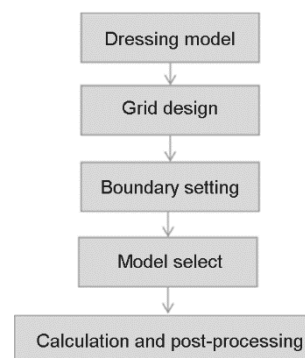 Dressing model
Grid design
Boundary setting
Model select
Calculation and post-processing